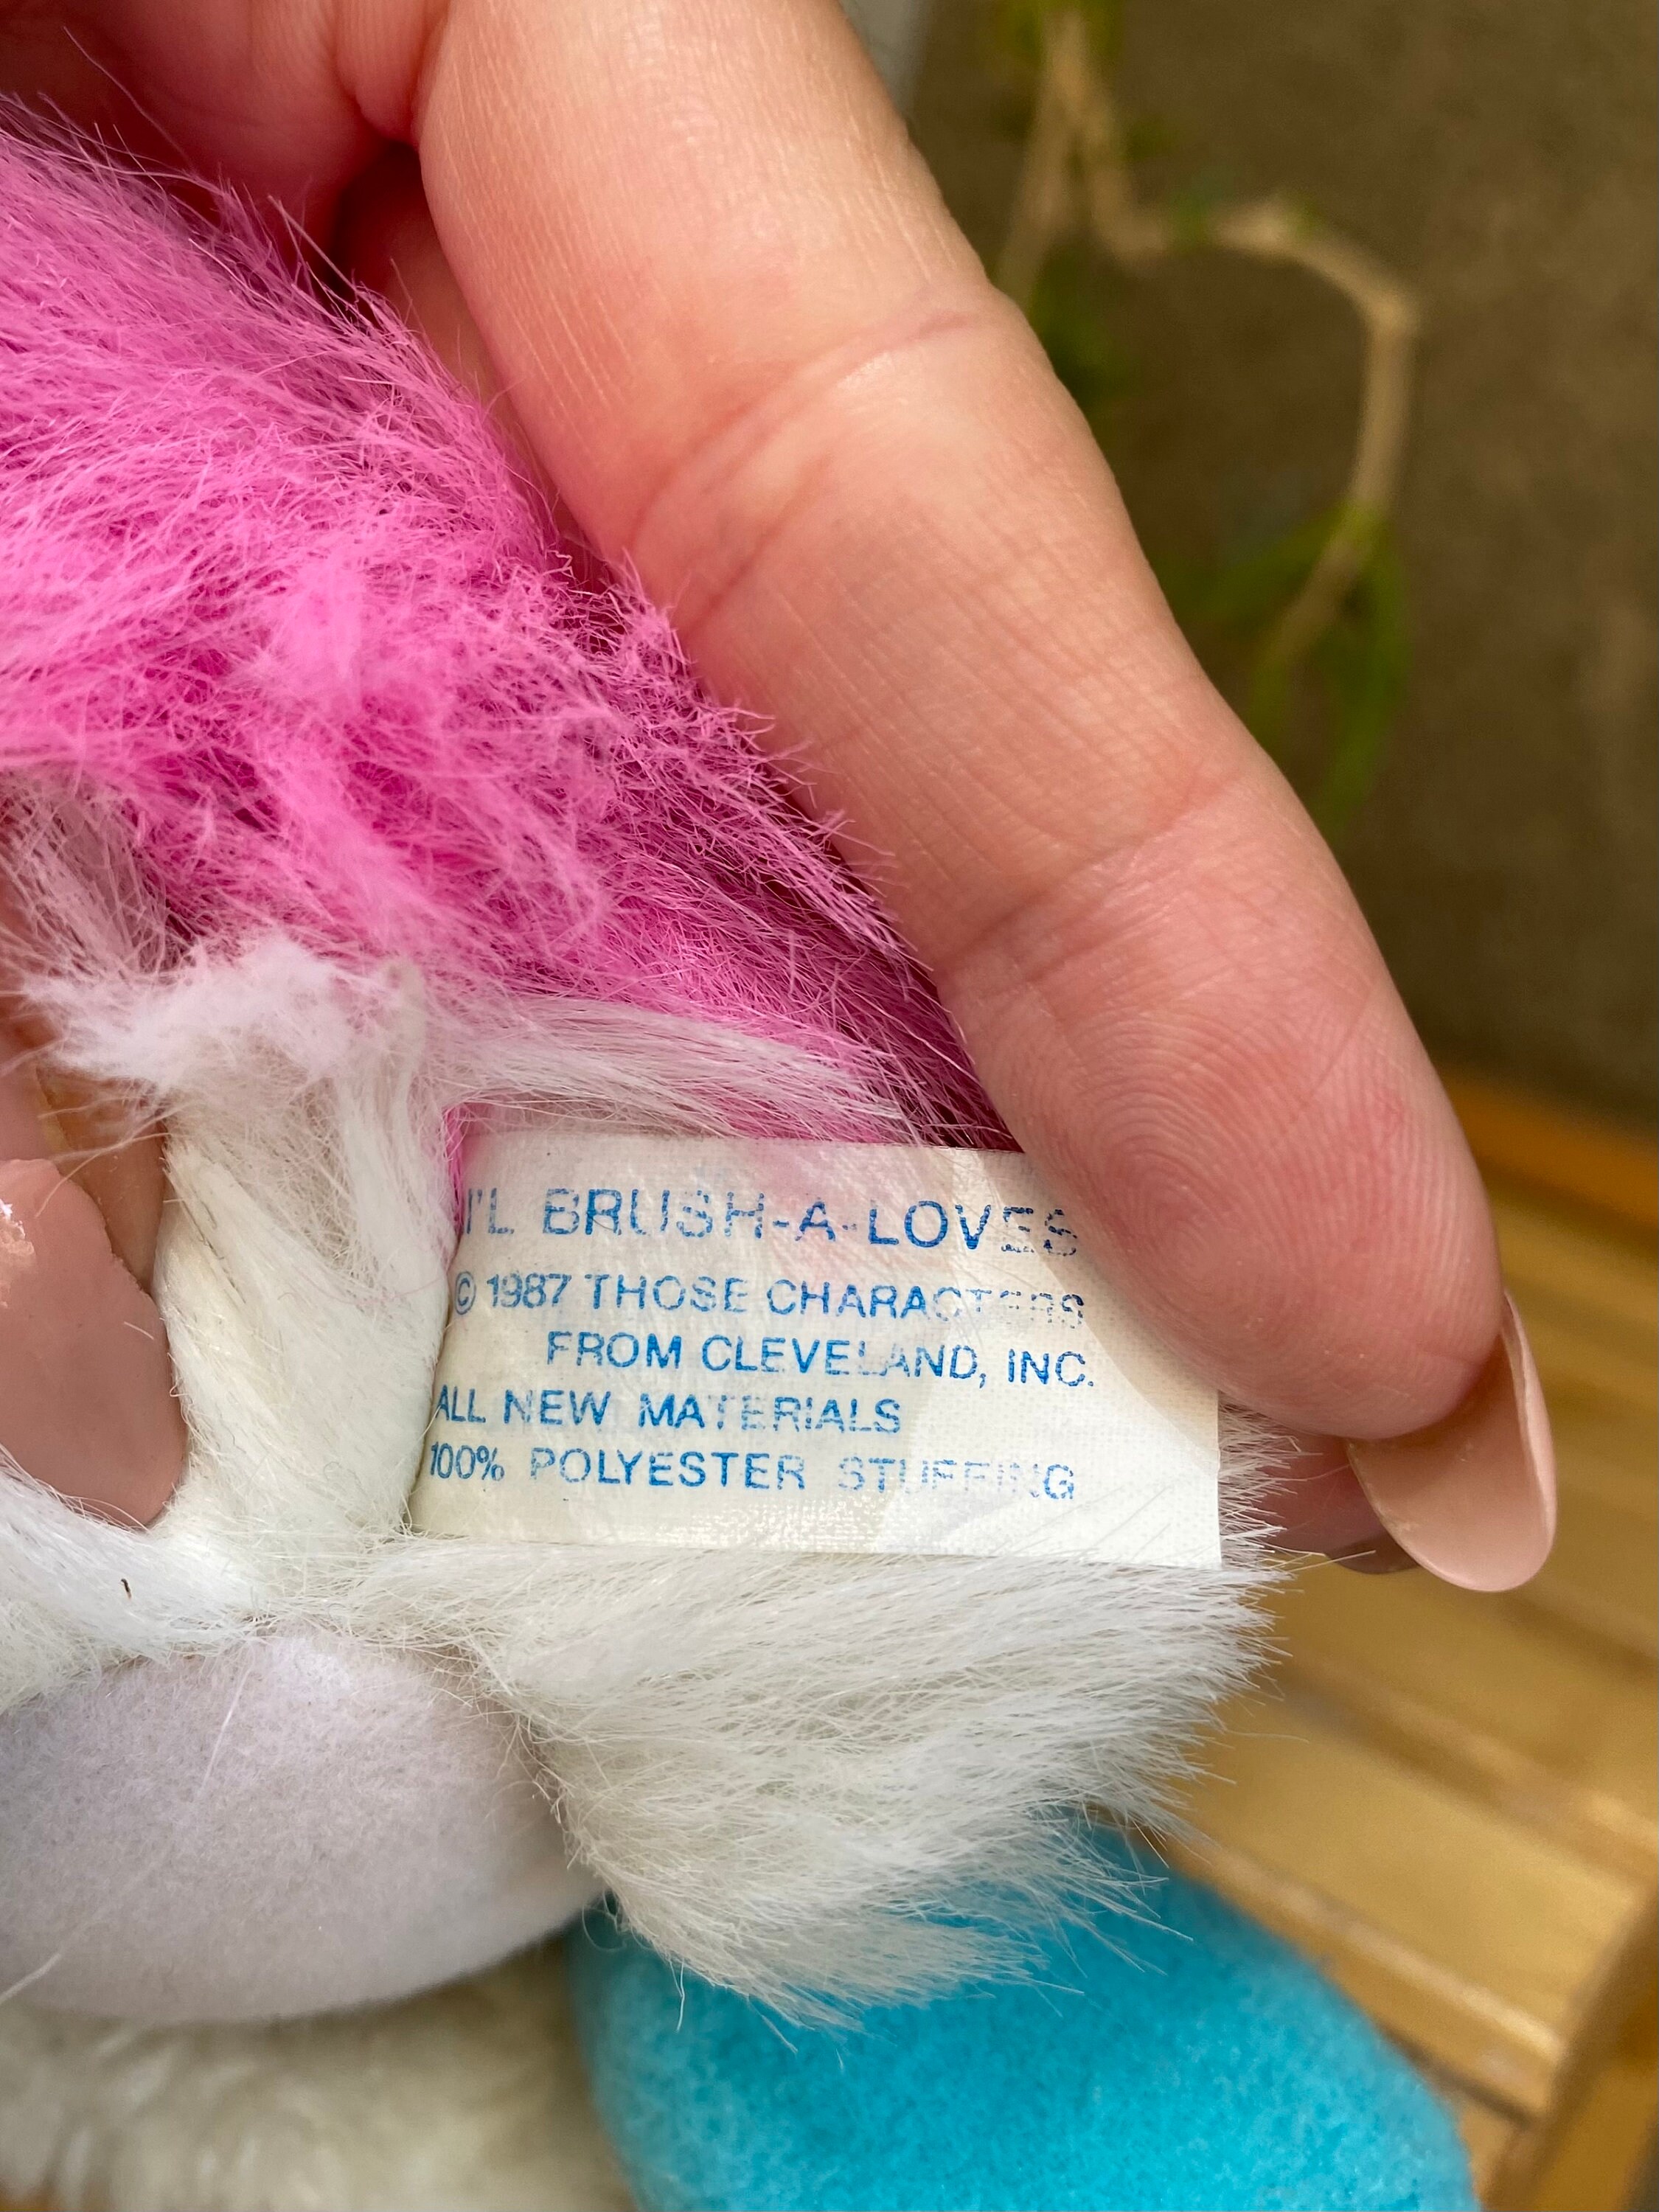 I'L BRUSH-A-LOVES
© 1987 THOSE CHARACTERS
FROM CLEVELAND, INC.
ALL NEW MATERIALS
100% POLYESTER STUFFING